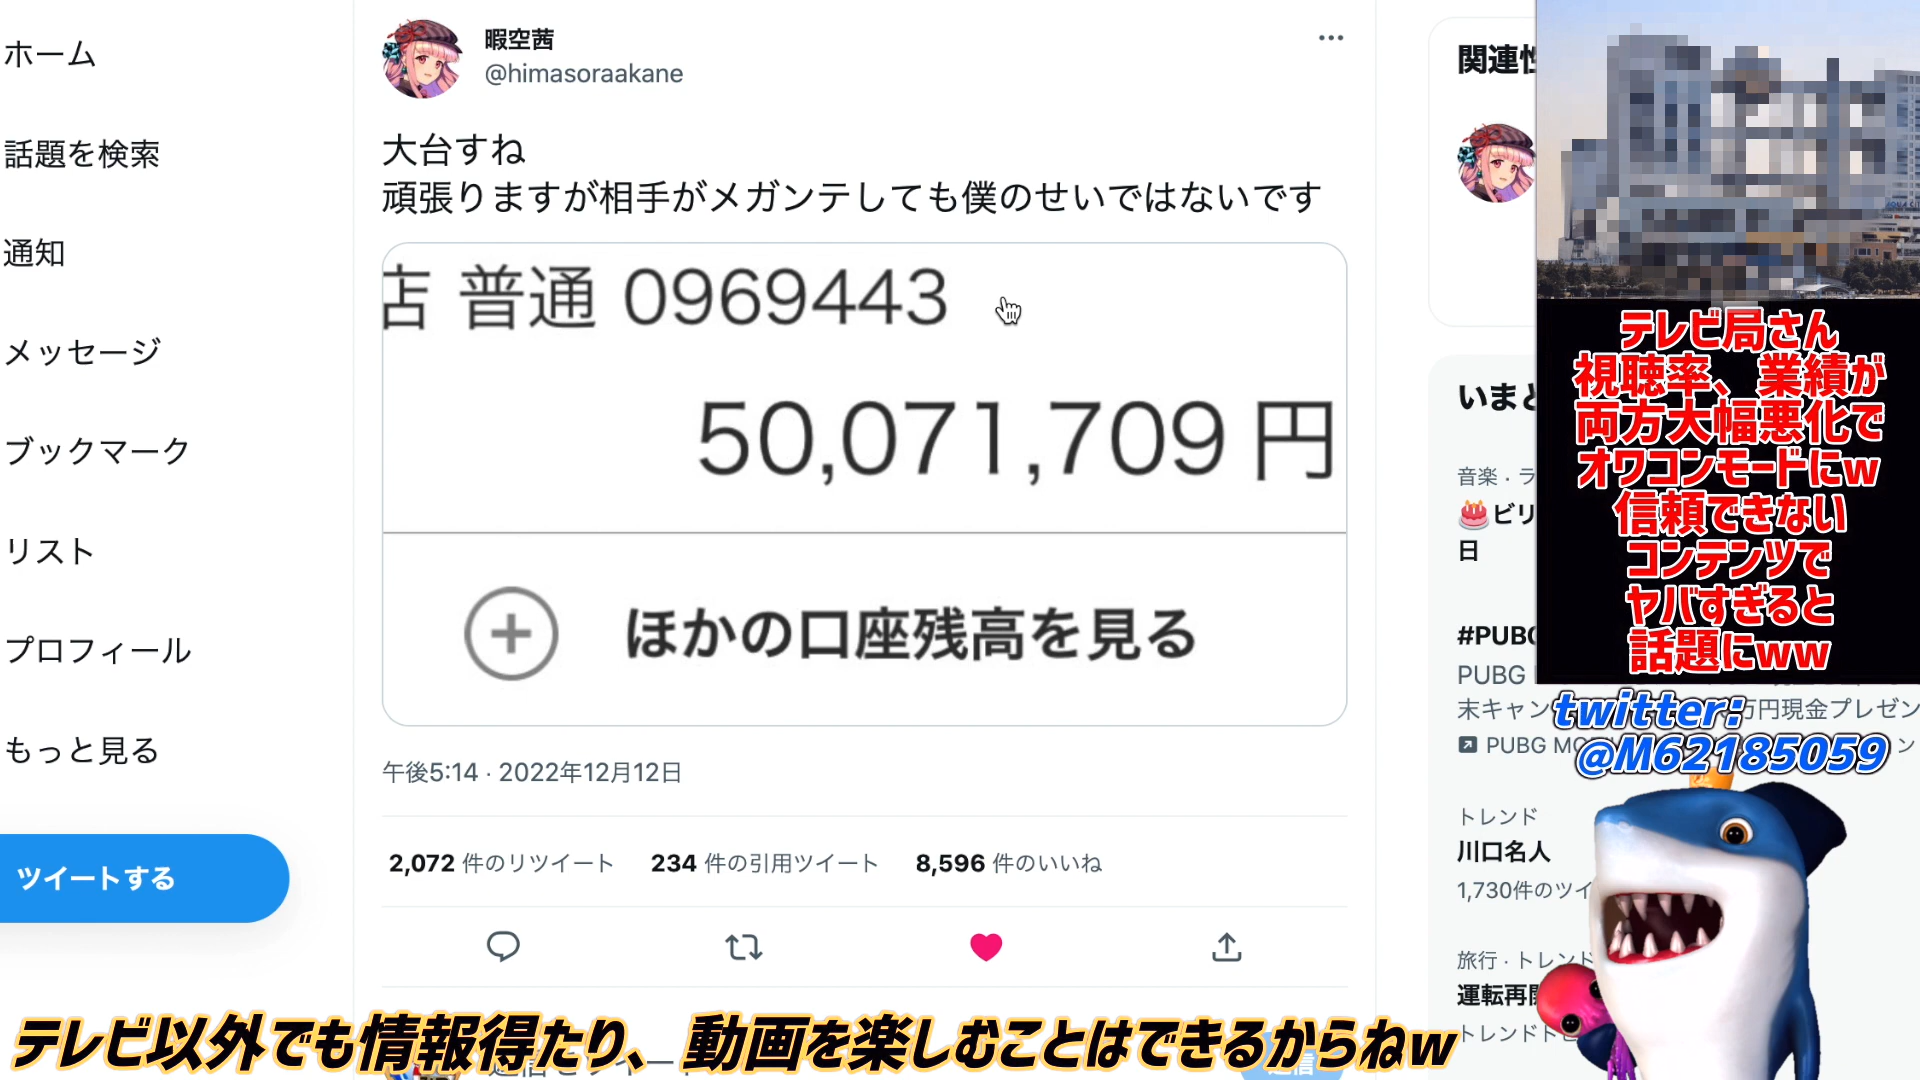 ホーム
話題を検索
通知
メッセージ
ブックマーク
リスト
プロフィール
もっと見る
ツイートする
暇空茜
@himasoraakane
大台すね
頑張りますが相手がメガンテしても僕のせいではないです
店 普通 0969443
50,071,709 円
ほかの口座残高を見る
午後5:14 · 2022年12月12日
2,072 件のリツイート 234 件の引用ツイート 8,596 件のいいね
関連性
いまと
音楽・ラ
🎂ビリ
日
#PUBG
PUBG
末キャン 万円現金プレゼン
PUBG MO ン
トレンド
川口名人
1,730件のツイ
旅行・トレンド
運転再開
トレンドトピ
テレビ局さん
視聴率、業績が
両方大幅悪化で
オワコンモードにw
信頼できない
コンテンツで
ヤバすぎると
話題にww
twitter:
@M62185059
テレビ以外でも情報得たり、動画を楽しむことはできるからねw